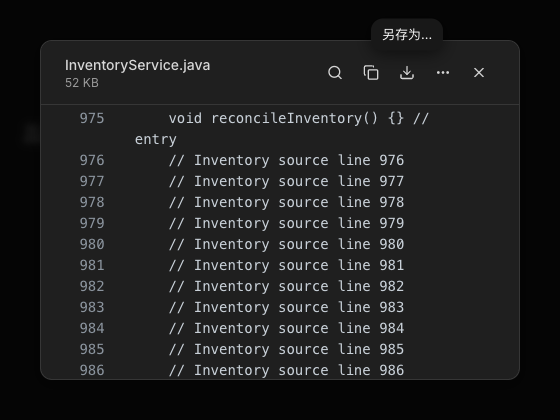 另存为...
InventoryService.java
52 KB
975 void reconcileInventory() {} //
entry
976 // Inventory source line 976
977 // Inventory source line 977
978 // Inventory source line 978
979 // Inventory source line 979
980 // Inventory source line 980
981 // Inventory source line 981
982 // Inventory source line 982
983 // Inventory source line 983
984 // Inventory source line 984
985 // Inventory source line 985
986 // Inventory source line 986